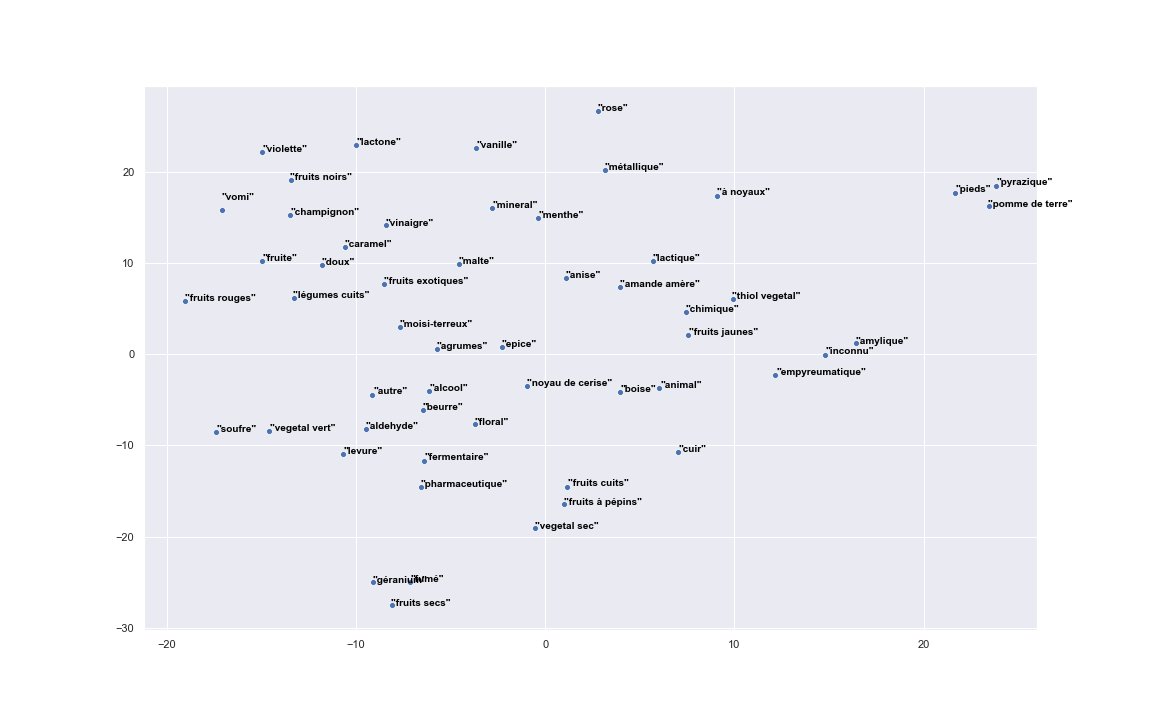 "rose"
"lactone"
"vanille"
"violette"
"métallique"
"fruits noirs"
20
"pyrazique"
"pieds"
"à noyaux"
"vomi"
"pomme de terre"
"mineral"
"champignon"
"menthe"
"vinaigre"
"caramel"
"fruite"
"doux"
"malte"
"lactique"
10
"anise"
"fruits exotiques"
"amande amère"
"légumes cuits"
"fruits rouges"
"thiol vegetal"
"chimique"
"moisi-terreux"
"fruits jaunes"
"agrumes"
"epice"
"amylique"
"inconnu"
0
"empyreumatique"
"noyau de cerise"
"autre"
"alcool"
"boise"
"animal"
"beurre"
"floral"
"aldehyde"
"soufre"
"vegetal vert"
−10
"levure"
"cuir"
"fermentaire"
"pharmaceutique"
"fruits cuits"
"fruits à pépins"
"vegetal sec"
−20
"géranium"
"fumé"
"fruits secs"
−30
−20
−10
0
10
20